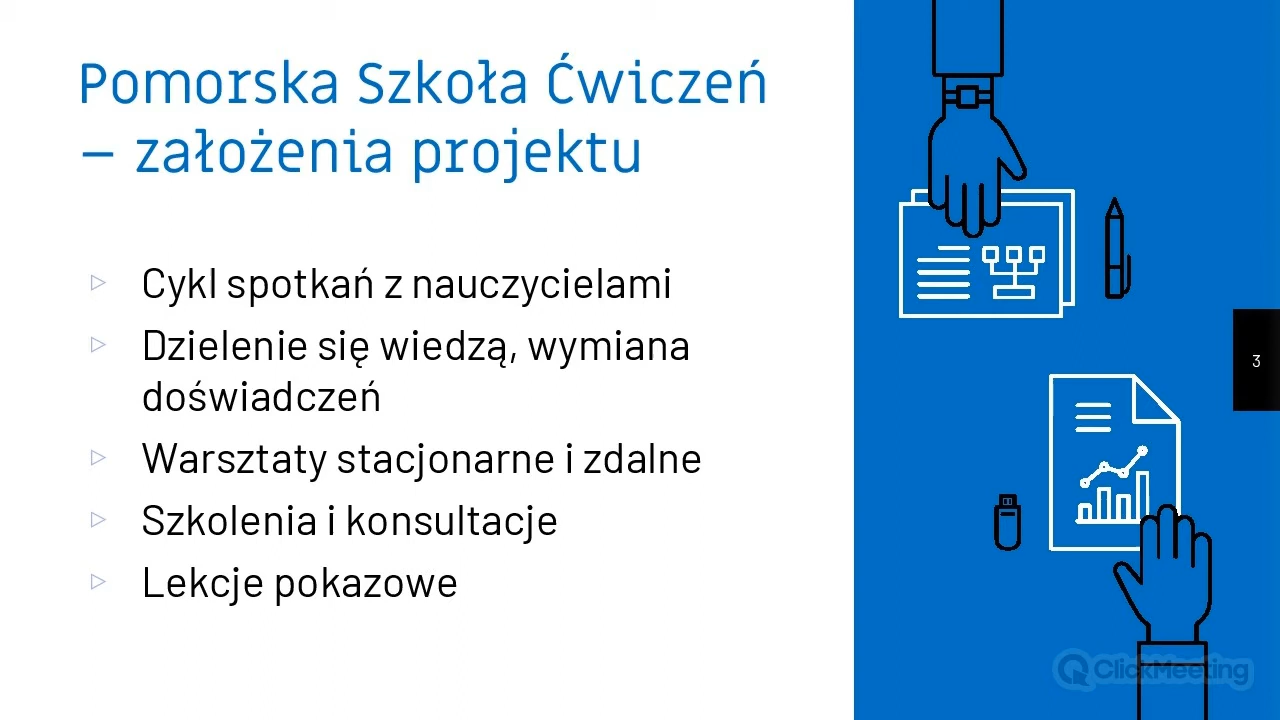 Pomorska Szkoła Ćwiczeń
– założenia projektu
Cykl spotkań z nauczycielami
Dzielenie się wiedzą, wymiana
doświadczeń
Warsztaty stacjonarne i zdalne
Szkolenia i konsultacje
Lekcje pokazowe
3
ClickMeeting